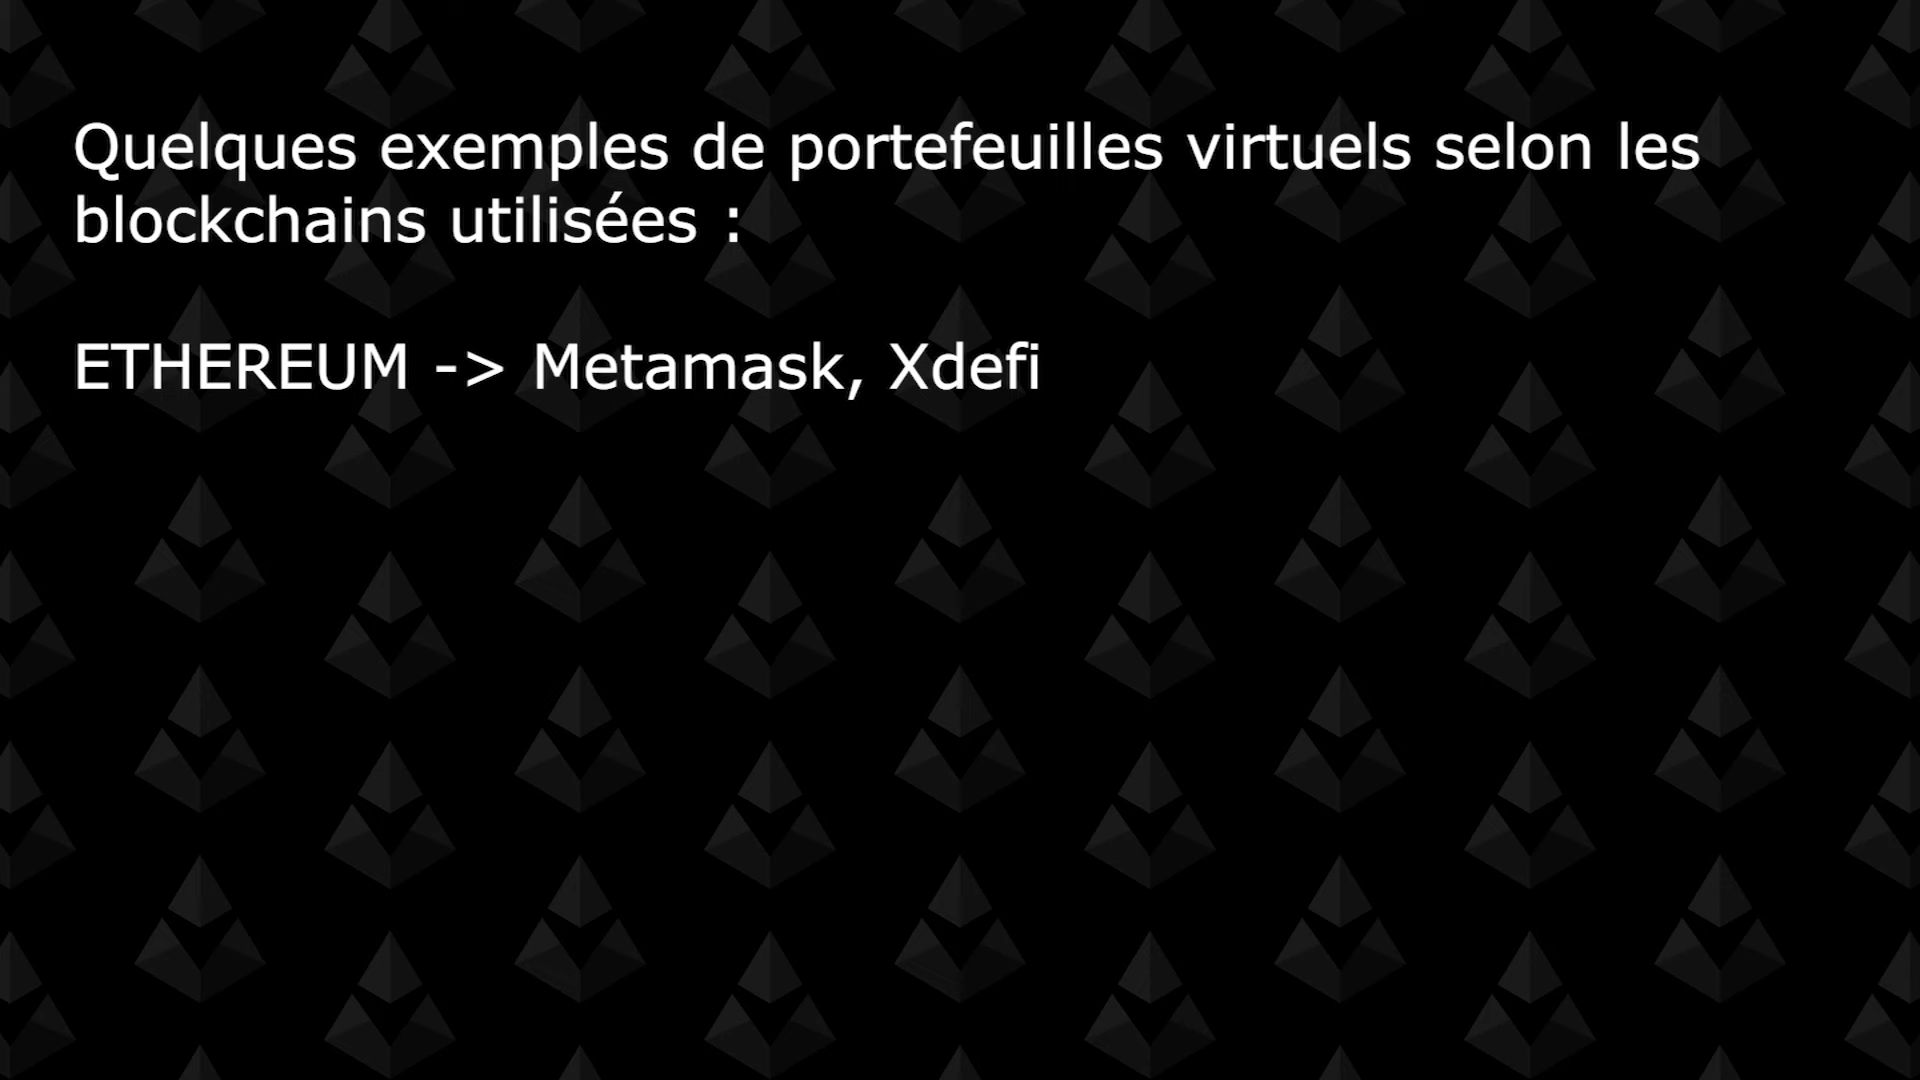 Quelques exemples de portefeuilles virtuels selon les
blockchains utilisées :
ETHEREUM -> Metamask, Xdefi